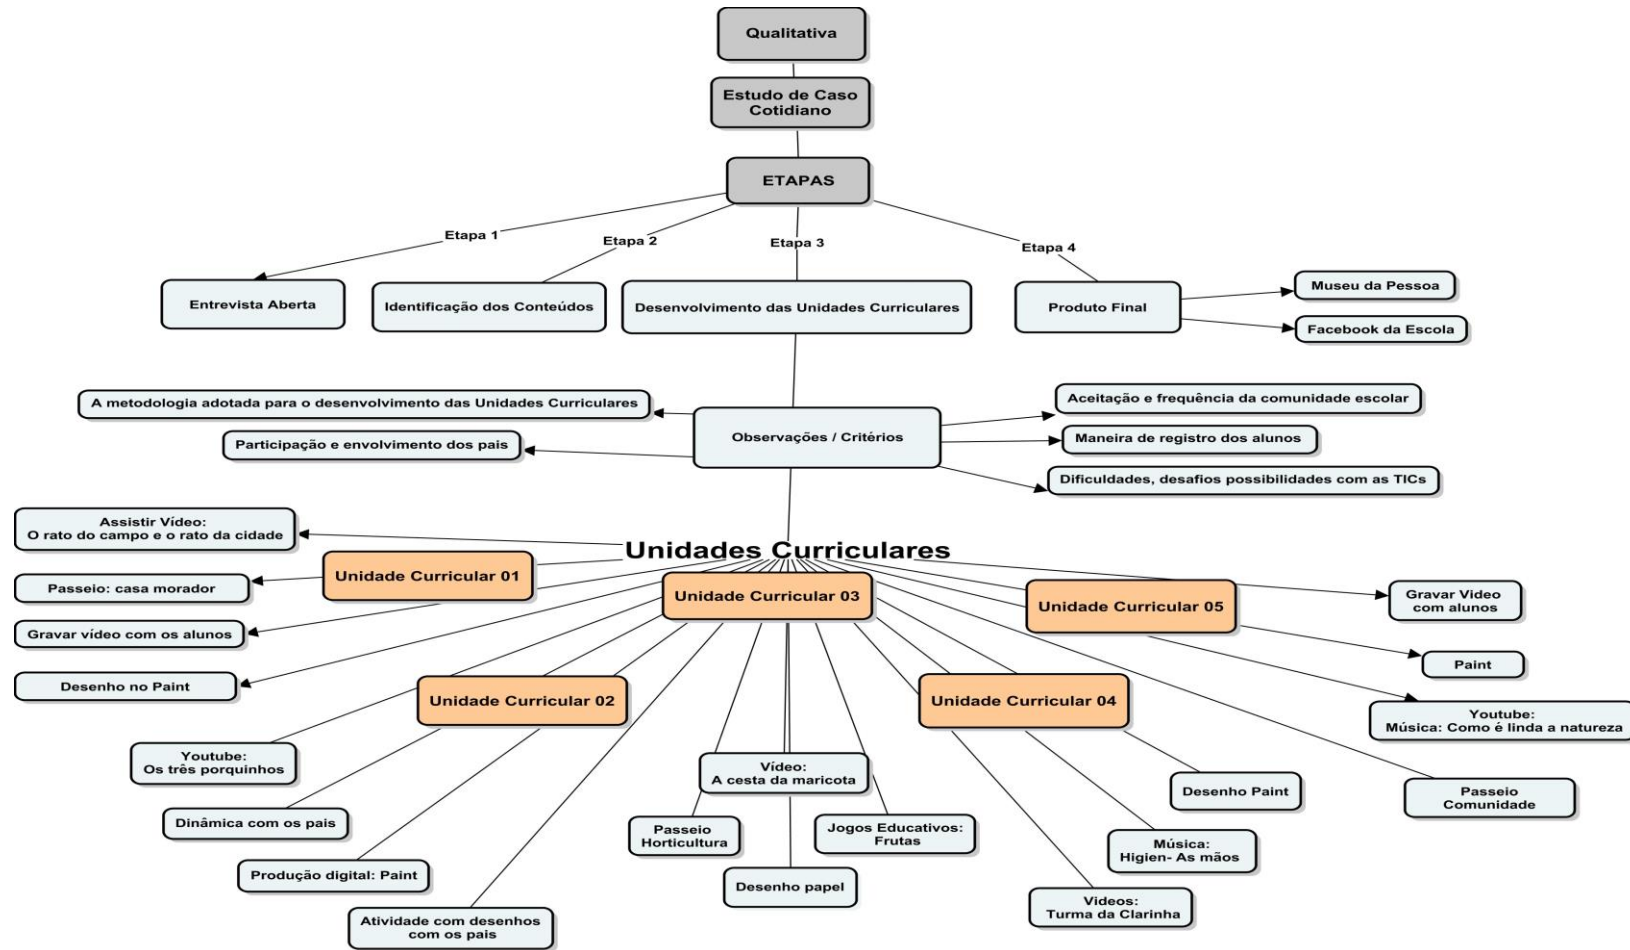 Qualitativa
Estudo de Caso
Cotidiano
ETAPAS
Etapa 1
Etapa 2
Etapa 3
Etapa 4
Entrevista Aberta
Identificação dos Conteúdos
Desenvolvimento das Unidades Curriculares
Produto Final
Museu da Pessoa
Facebook da Escola
A metodologia adotada para o desenvolvimento das Unidades Curriculares
Participação e envolvimento dos pais
Observações / Critérios
Aceitação e frequência da comunidade escolar
Maneira de registro dos alunos
Dificuldades, desafios possibilidades com as TICs
Unidades Curriculares
Assistir Vídeo:
O rato do campo e o rato da cidade
Unidade Curricular 01
Passeio: casa morador
Gravar vídeo com os alunos
Desenho no Paint
Unidade Curricular 02
Youtube:
Os três porquinhos
Dinâmica com os pais
Produção digital: Paint
Atividade com desenhos
com os pais
Unidade Curricular 03
Passeio
Horticultura
Vídeo:
A cesta da maricota
Desenho papel
Jogos Educativos:
Frutas
Unidade Curricular 04
Desenho Paint
Música:
Higien- As mãos
Videos:
Turma da Clarinha
Unidade Curricular 05
Gravar Video
com alunos
Paint
Youtube:
Música: Como é linda a natureza
Passeio
Comunidade